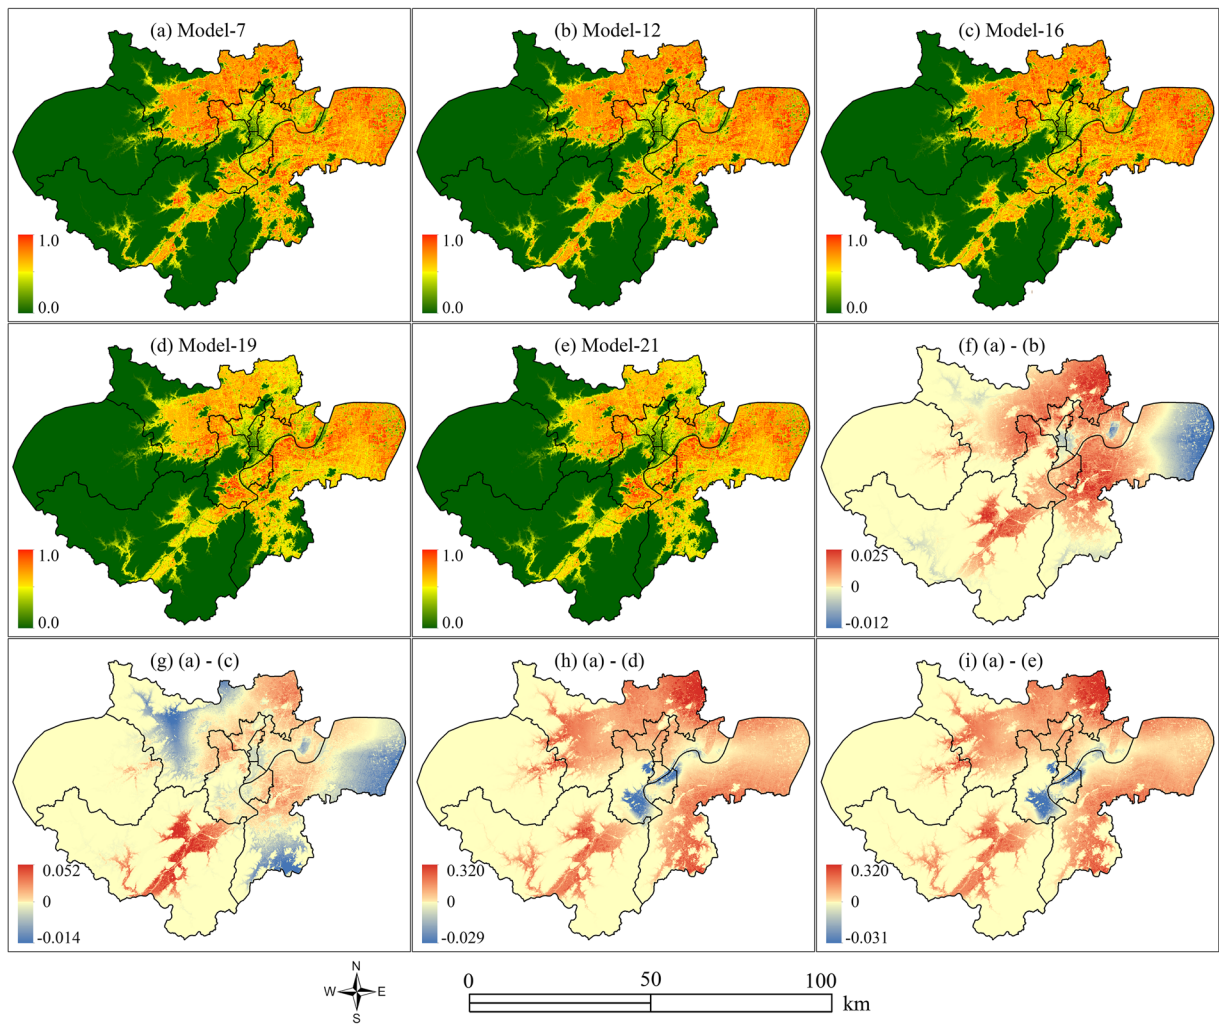 (a) Model-7
1.0
0.0
(b) Model-12
1.0
0.0
(c) Model-16
1.0
0.0
(d) Model-19
1.0
0.0
(e) Model-21
1.0
0.0
(f) (a) - (b)
0.025
0
-0.012
(g) (a) - (c)
0.052
0
-0.014
(h) (a) - (d)
0.320
0
-0.029
(i) (a) - (e)
0.320
0
-0.031
N
W E
S
0 50 100
km